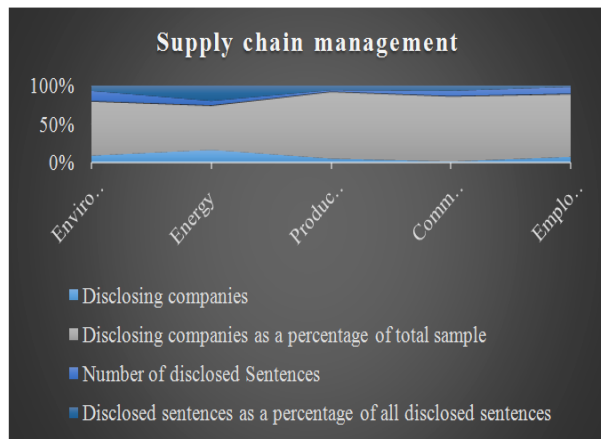 Supply chain management
100%
50%
0%
Enviro…
Energy
Produc…
Comm…
Emplo…
Disclosing companies
Disclosing companies as a percentage of total sample
Number of disclosed Sentences
Disclosed sentences as a percentage of all disclosed sentences